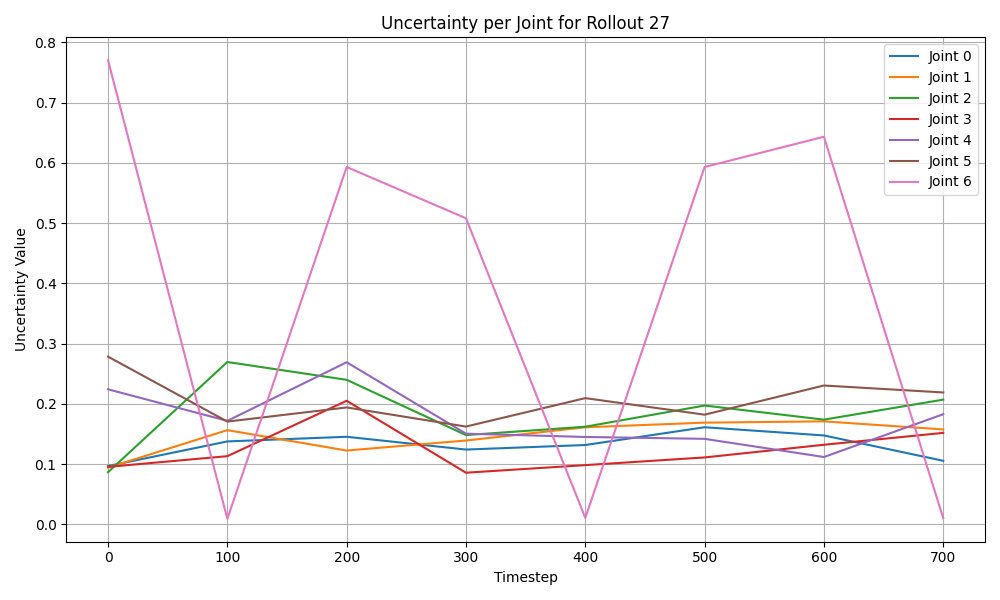 Uncertainty per Joint for Rollout 27
0.8
0.7
0.6
0.5
0.4
0.3
0.2
0.1
0.0
Uncertainty Value
Joint 0
Joint 1
Joint 2
Joint 3
Joint 4
Joint 5
Joint 6
0 100 200 300 400 500 600 700
Timestep